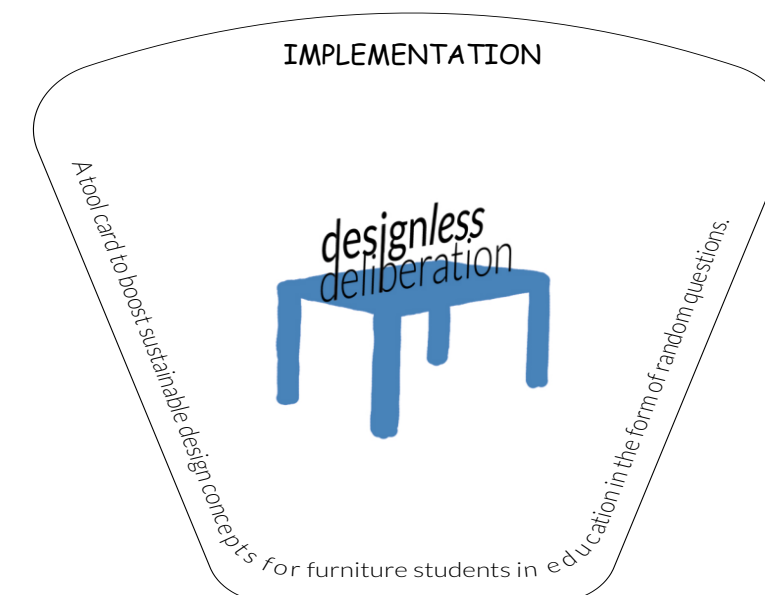 IMPLEMENTATION
designless
deliberation
A tool card to boost sustainable design concepts for furniture students in education in the form of random questions.